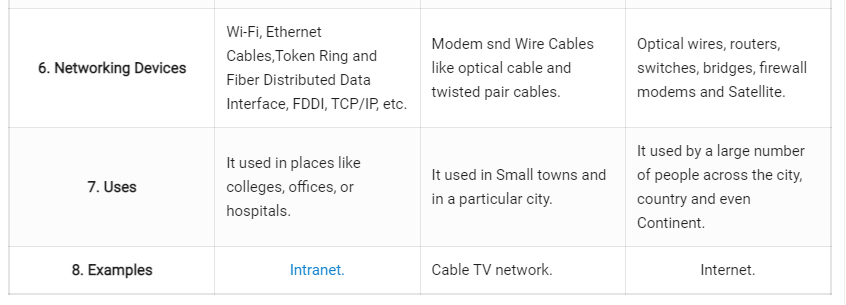 6. Networking Devices
Wi-Fi, Ethernet
Cables,Token Ring and
Fiber Distributed Data
Interface, FDDI, TCP/IP, etc.
Modem snd Wire Cables
like optical cable and
twisted pair cables.
Optical wires, routers,
switches, bridges, firewall
modems and Satellite.
7. Uses
It used in places like
colleges, offices, or
hospitals.
It used in Small towns and
in a particular city.
It used by a large number
of people across the city,
country and even
Continent.
8. Examples
Intranet.
Cable TV network.
Internet.